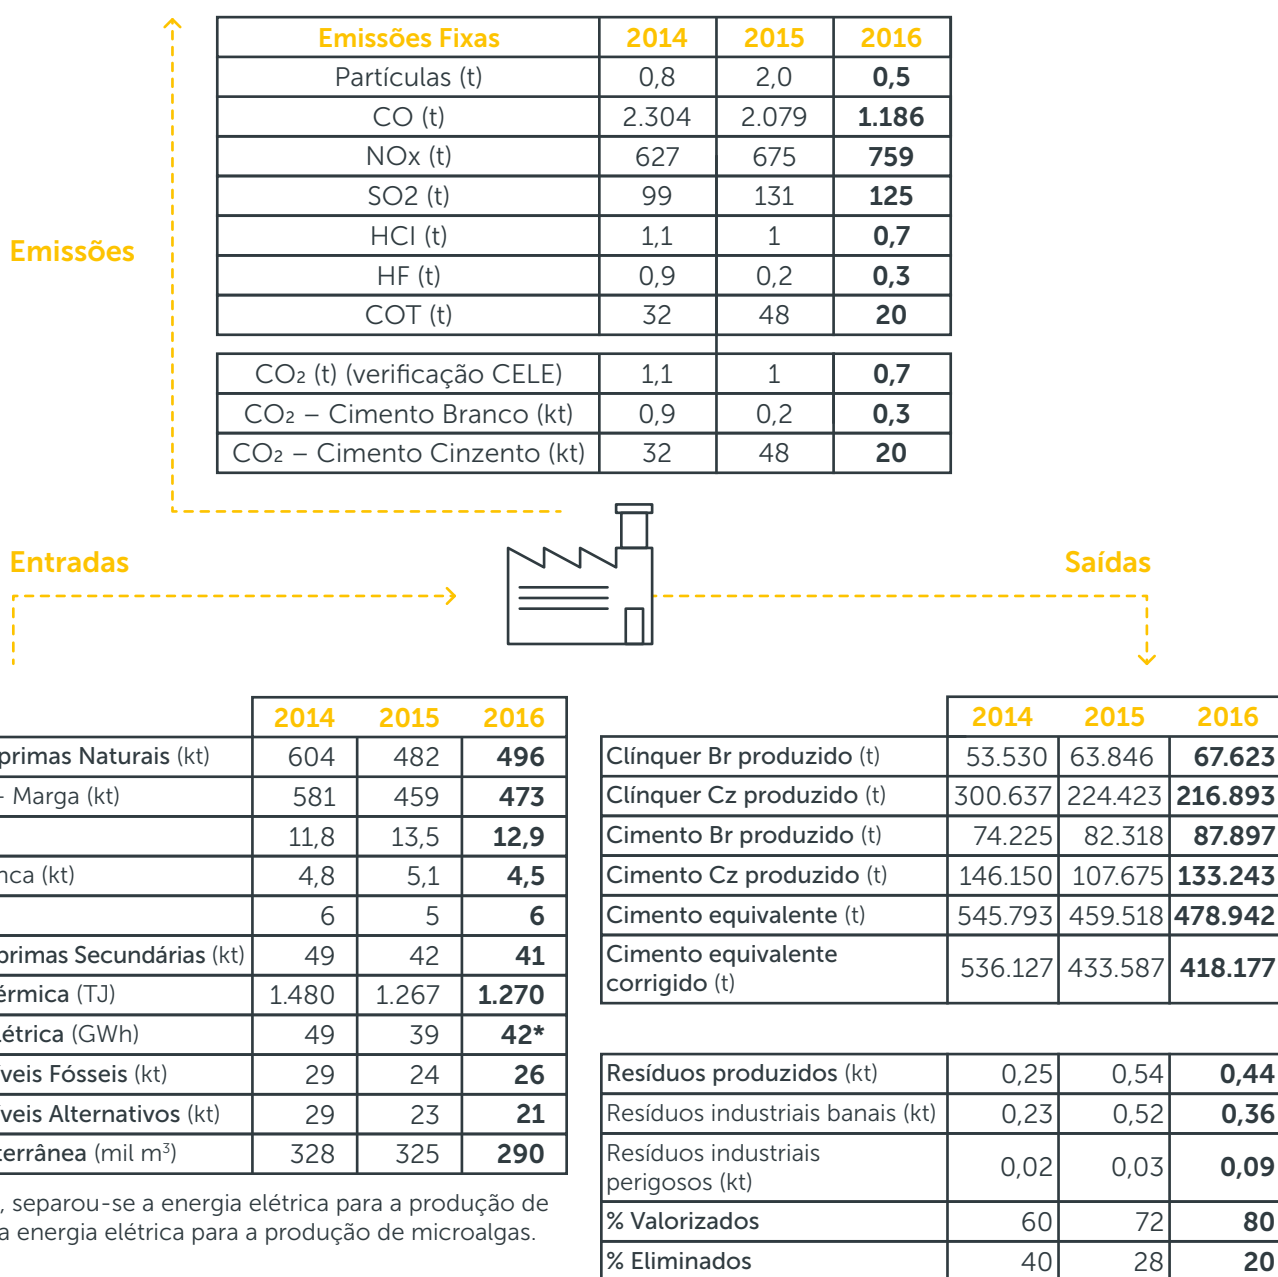 Emissões Fixas 2014 2015 2016
Partículas (t) 0,8 2,0 0,5
CO (t) 2.304 2.079 1.186
NOx (t) 627 675 759
SO2 (t) 99 131 125
HCl (t) 1,1 1 0,7
HF (t) 0,9 0,2 0,3
COT (t) 32 48 20
Emissões
CO₂ (t) (verificação CELE) 1,1 1 0,7
CO₂ – Cimento Branco (kt) 0,9 0,2 0,3
CO₂ – Cimento Cinzento (kt) 32 48 20
Entradas
Saídas
2014 2015 2016
primas Naturais (kt) 604 482 496
- Marga (kt) 581 459 473
11,8 13,5 12,9
nca (kt) 4,8 5,1 4,5
6 5 6
primas Secundárias (kt) 49 42 41
érmica (TJ) 1.480 1.267 1.270
létrica (GWh) 49 39 42*
íveis Fósseis (kt) 29 24 26
íveis Alternativos (kt) 29 23 21
terrânea (mil m³) 328 325 290
, separou-se a energia elétrica para a produção de
a energia elétrica para a produção de microalgas.
2014 2015 2016
Clínquer Br produzido (t) 53.530 63.846 67.623
Clínquer Cz produzido (t) 300.637 224.423 216.893
Cimento Br produzido (t) 74.225 82.318 87.897
Cimento Cz produzido (t) 146.150 107.675 133.243
Cimento equivalente (t) 545.793 459.518 478.942
Cimento equivalente
corrigido (t) 536.127 433.587 418.177
Resíduos produzidos (kt) 0,25 0,54 0,44
Resíduos industriais banais (kt) 0,23 0,52 0,36
Resíduos industriais
perigosos (kt) 0,02 0,03 0,09
% Valorizados 60 72 80
% Eliminados 40 28 20